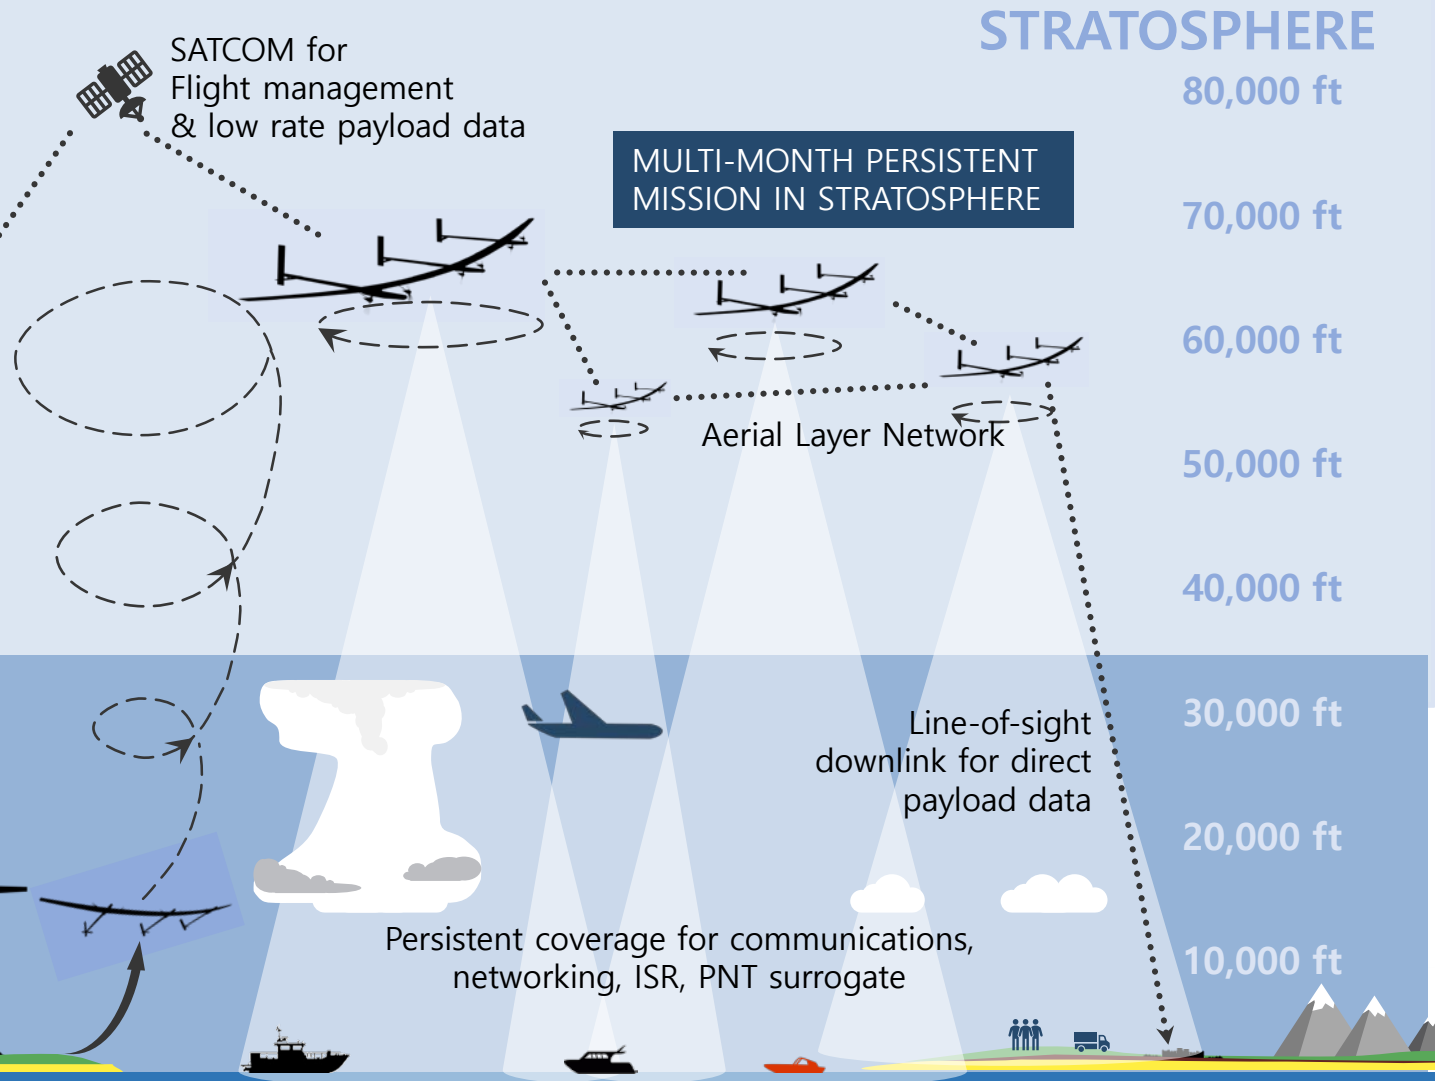 STRATOSPHERE
SATCOM for
Flight management
& low rate payload data
80,000 ft
MULTI-MONTH PERSISTENT
MISSION IN STRATOSPHERE
70,000 ft
60,000 ft
Aerial Layer Network
50,000 ft
40,000 ft
30,000 ft
Line-of-sight
downlink for direct
payload data
20,000 ft
Persistent coverage for communications,
networking, ISR, PNT surrogate
10,000 ft